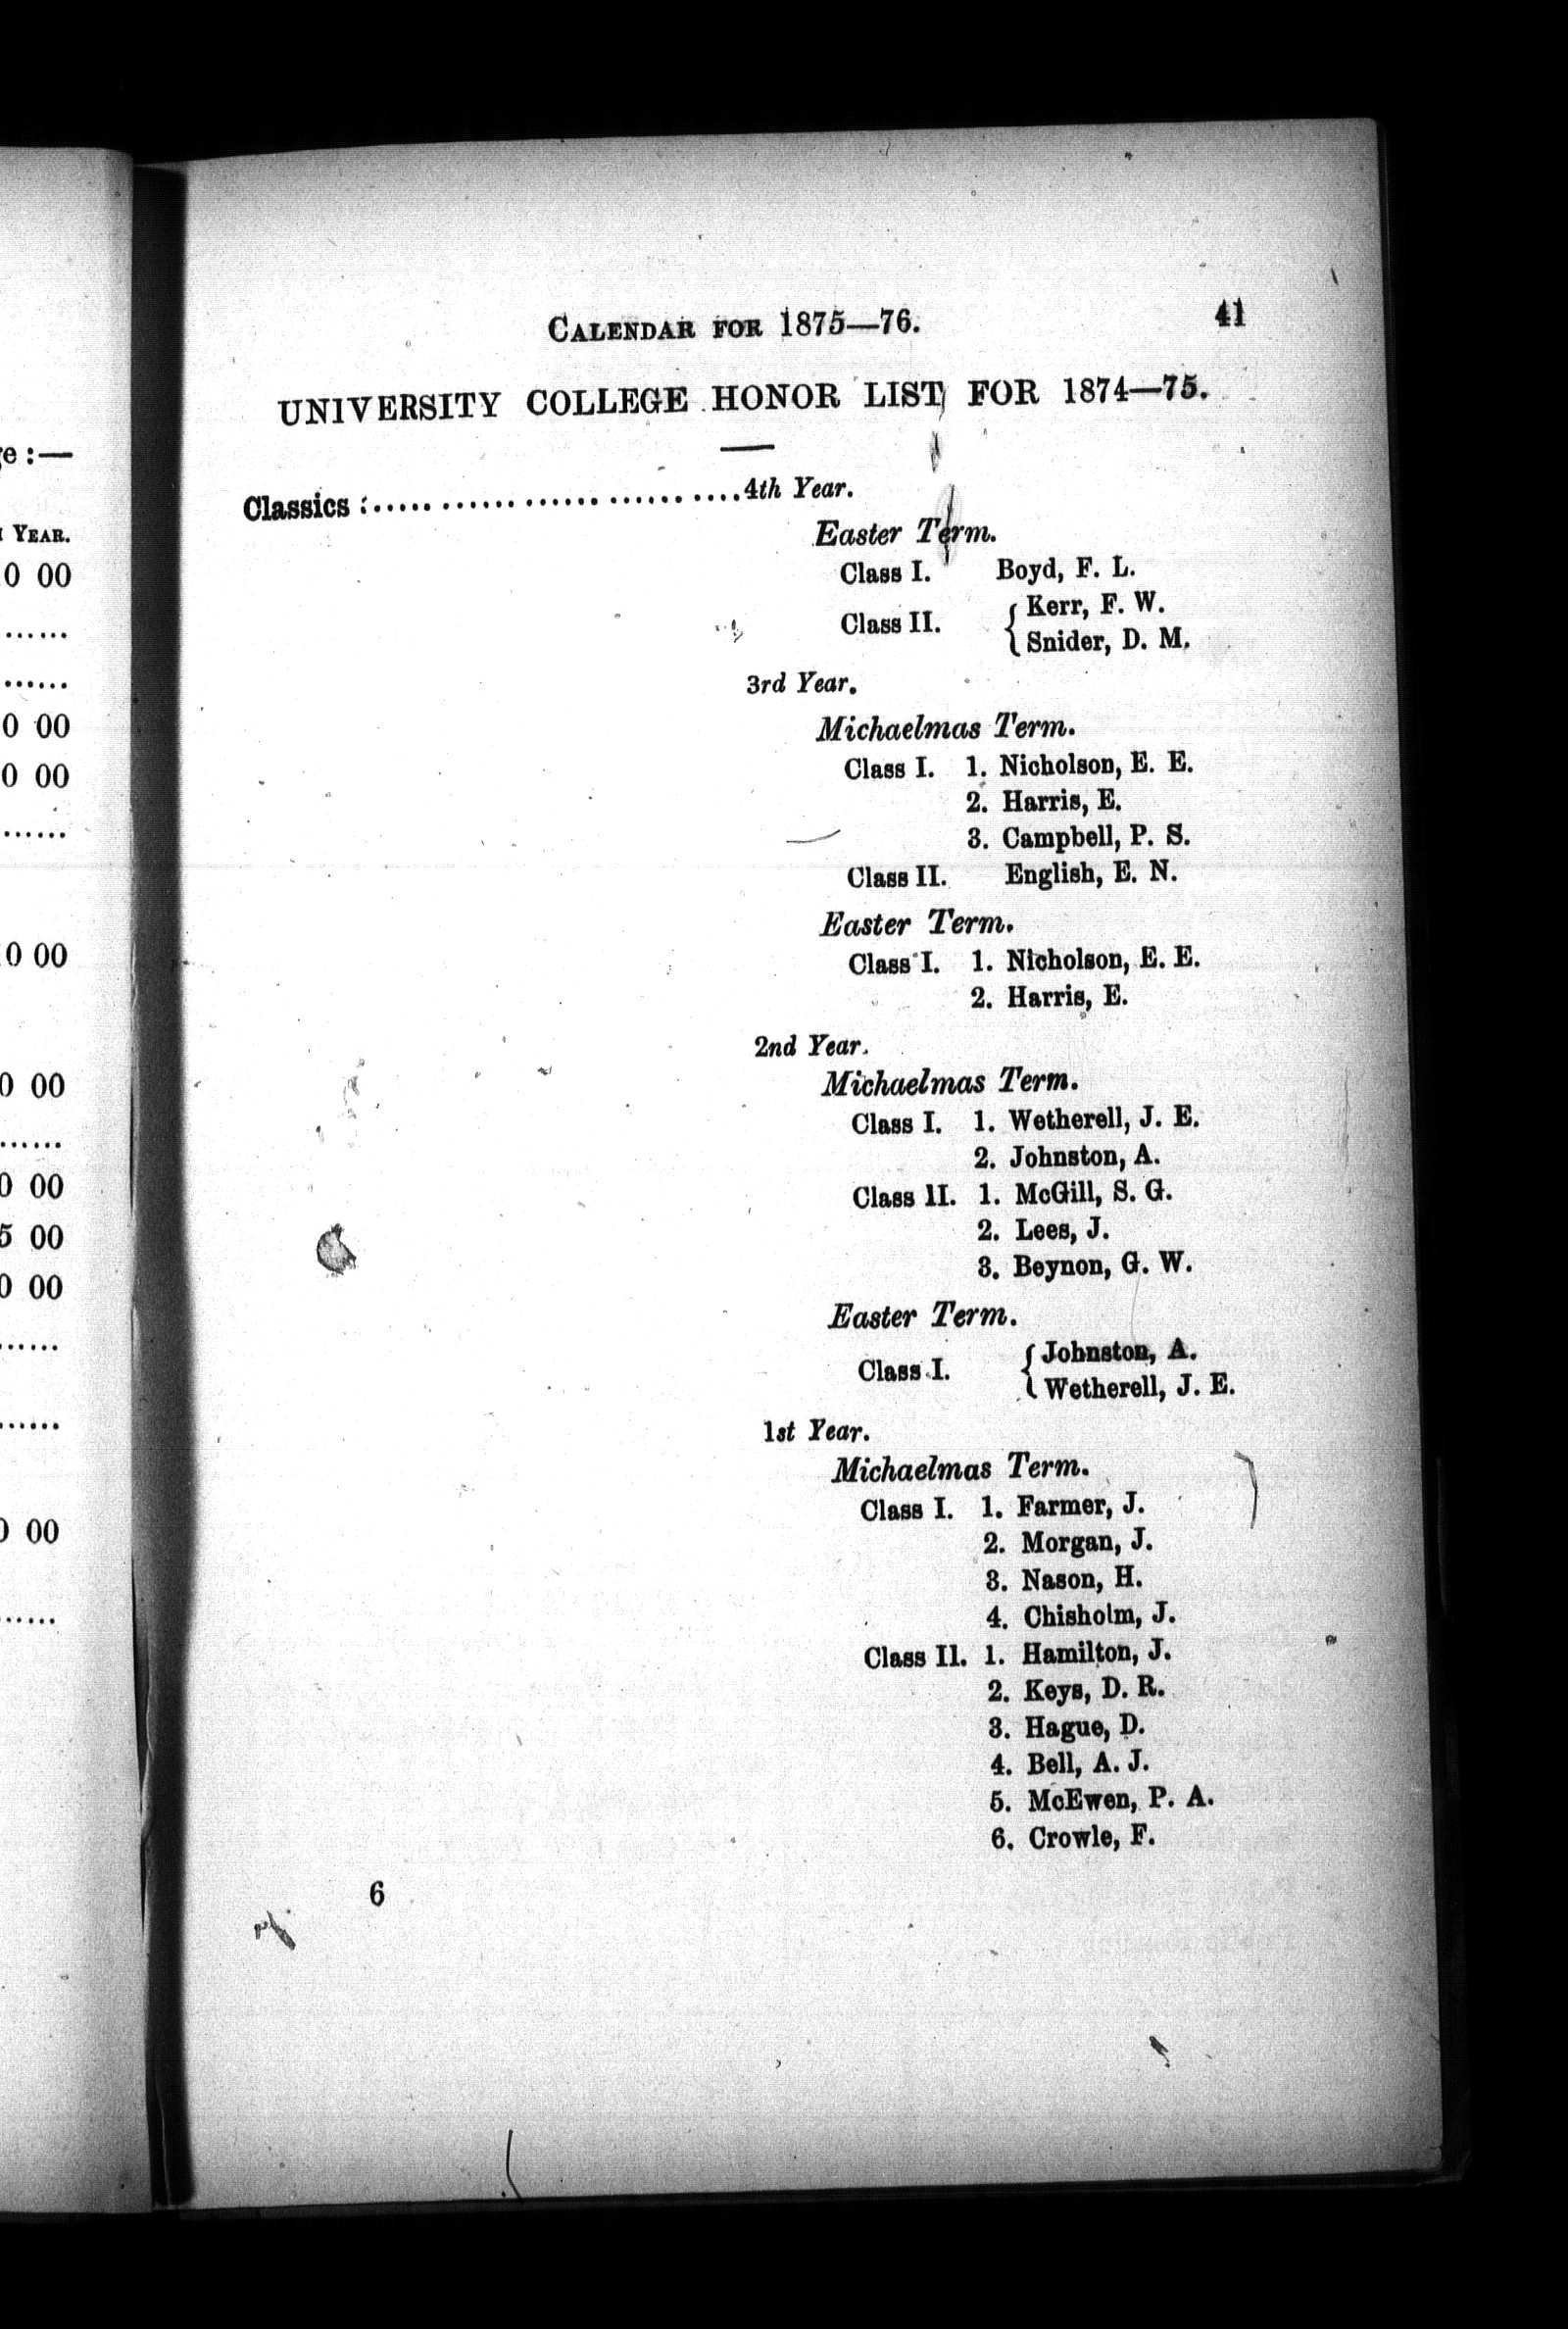 CALENDAR FOR 1875—76. 41
UNIVERSITY COLLEGE HONOR LIST FOR 1874—75.
Classics :........................4th Year.
Easter Term.
Class I. Boyd, F. L.
Class II. { Kerr, F. W.
Snider, D. M.
3rd Year.
Michaelmas Term.
Class I. 1. Nicholson, E. E.
2. Harris, E.
3. Campbell, P. S.
Class II. English, E. N.
Easter Term.
Class I. 1. Nicholson, E. E.
2. Harris, E.
2nd Year.
Michaelmas Term.
Class I. 1. Wetherell, J. E.
2. Johnston, A.
Class II. 1. McGill, S. G.
2. Lees, J.
3. Beynon, G. W.
Easter Term.
Class I. { Johnston, A.
Wetherell, J. E.
1st Year.
Michaelmas Term.
Class I. 1. Farmer, J.
2. Morgan, J.
3. Nason, H.
4. Chisholm, J.
Class II. 1. Hamilton, J.
2. Keys, D. R.
3. Hague, D.
4. Bell, A. J.
5. McEwen, P. A.
6. Crowle, F.
6